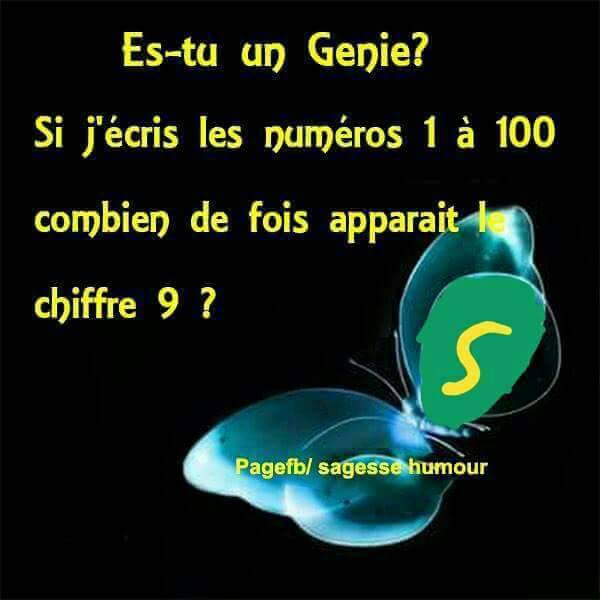 Es-tu un Genie?
Si j'écris les numéros 1 à 100
combien de fois apparait le
chiffre 9 ?
S
Pagefb/ sagesse humour